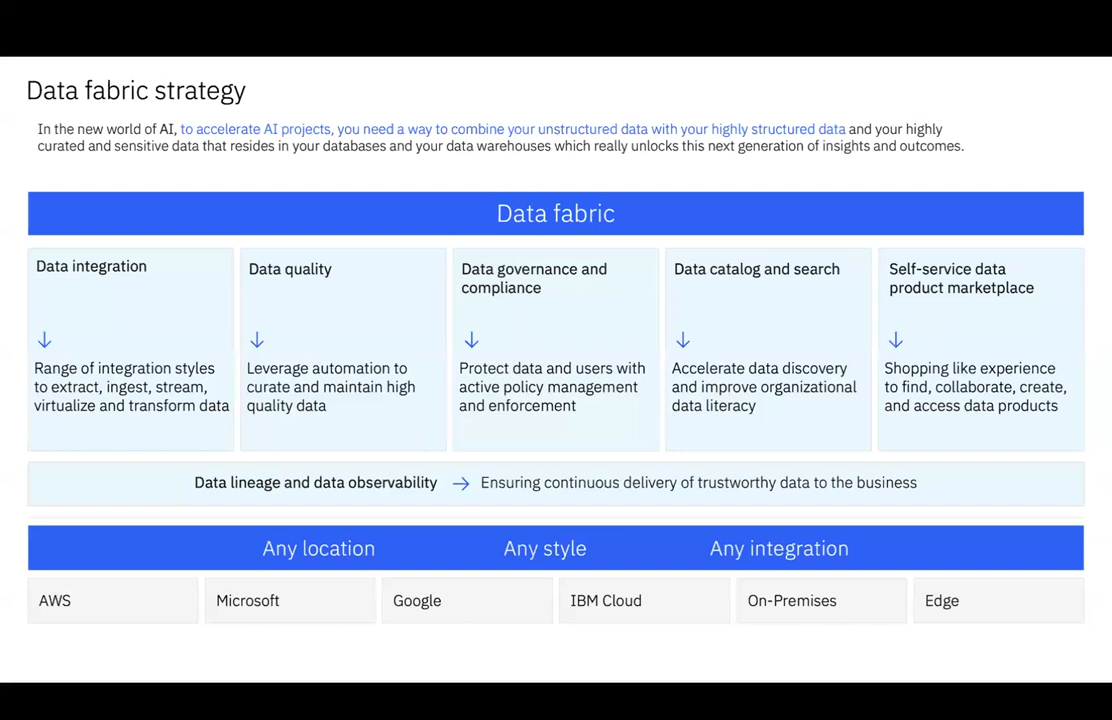 Data fabric strategy
In the new world of AI, to accelerate AI projects, you need a way to combine your unstructured data with your highly structured data and your highly
curated and sensitive data that resides in your databases and your data warehouses which really unlocks this next generation of insights and outcomes.
Data fabric
Data integration
Range of integration styles
to extract, ingest, stream,
virtualize and transform data
Data quality
Leverage automation to
curate and maintain high
quality data
Data governance and
compliance
Protect data and users with
active policy management
and enforcement
Data catalog and search
Accelerate data discovery
and improve organizational
data literacy
Self-service data
product marketplace
Shopping like experience
to find, collaborate, create,
and access data products
Data lineage and data observability → Ensuring continuous delivery of trustworthy data to the business
Any location Any style Any integration
AWS Microsoft Google IBM Cloud On-Premises Edge